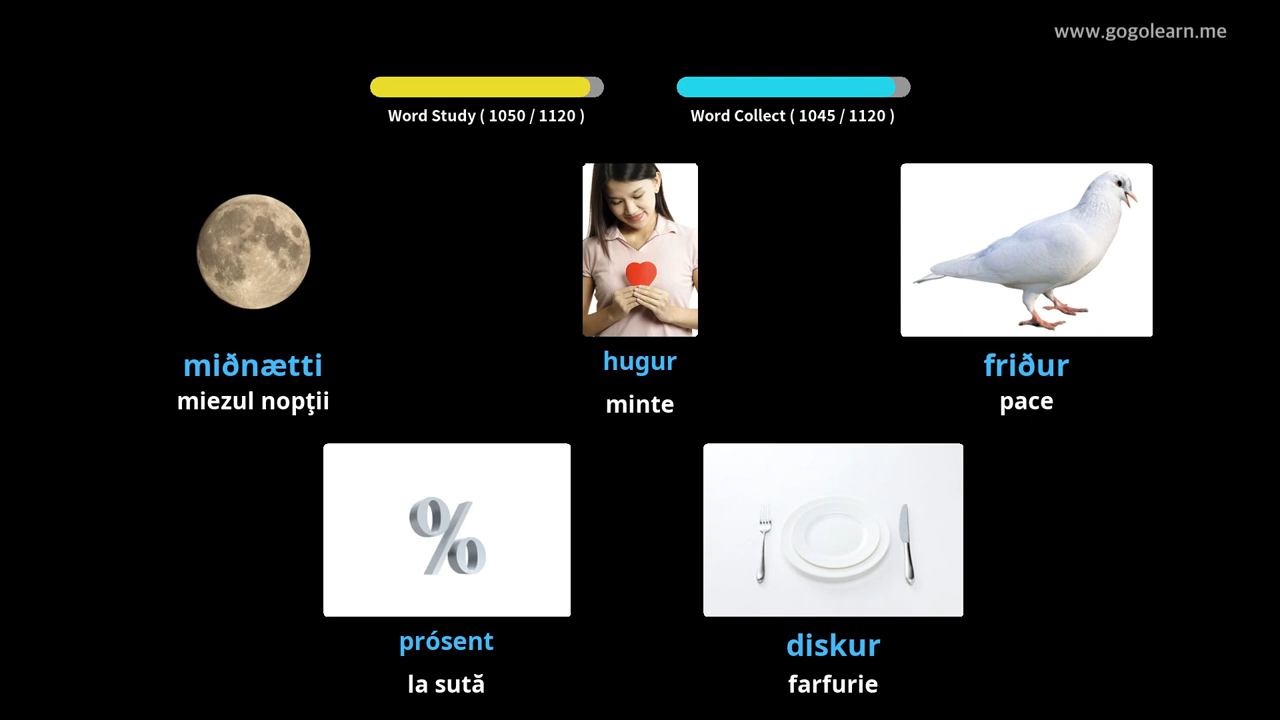 www.gogolearn.me
Word Study ( 1050 / 1120 )
Word Collect ( 1045 / 1120 )
miðnætti
miezul nopţii
hugur
minte
friður
pace
prósent
la sută
diskur
farfurie